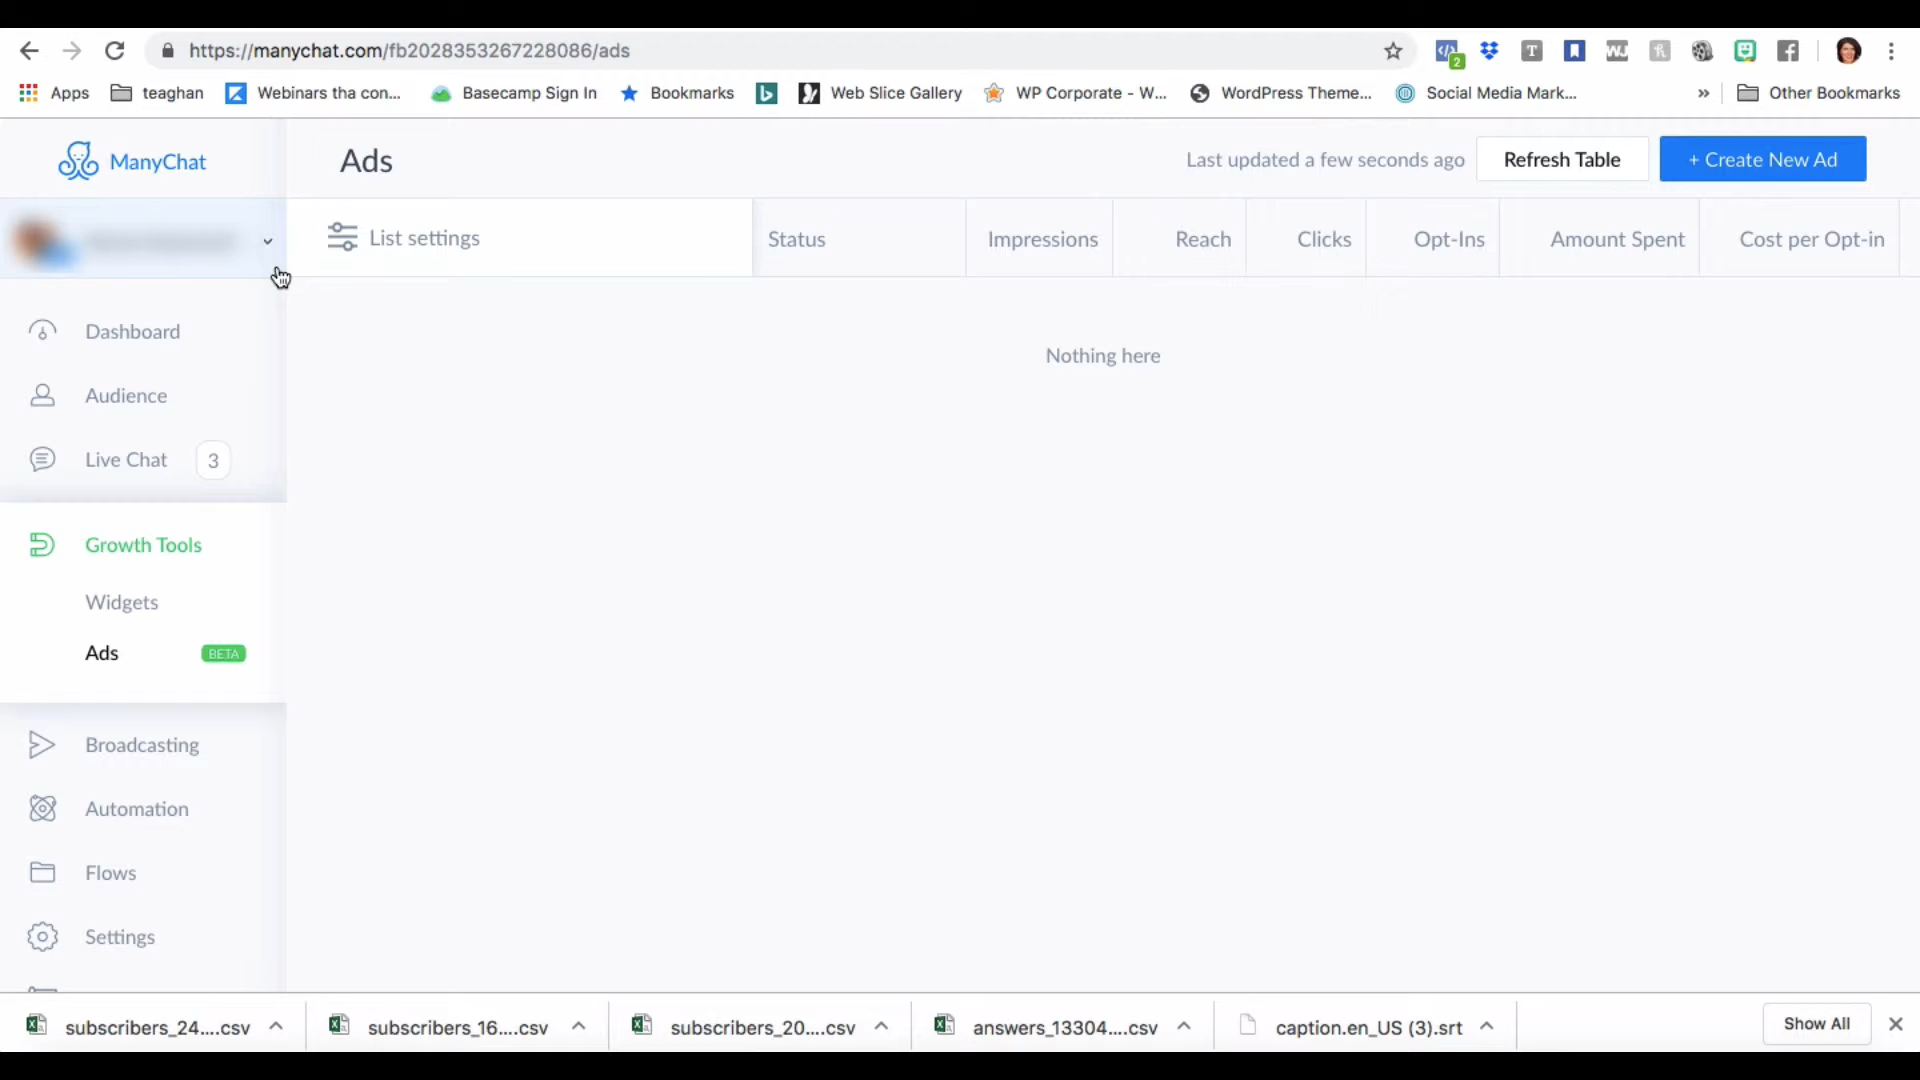 https://manychat.com/fb2028353267228086/ads
2
T
WJ
Apps
teaghan
Webinars tha con...
Basecamp Sign In
Bookmarks
Web Slice Gallery
WP Corporate - W...
WordPress Theme...
Social Media Mark...
»
Other Bookmarks
ManyChat
Ads
Last updated a few seconds ago
Refresh Table
+ Create New Ad
List settings
Status
Impressions
Reach
Clicks
Opt-Ins
Amount Spent
Cost per Opt-in
Nothing here
Dashboard
Audience
Live Chat
3
Growth Tools
Widgets
Ads
BETA
Broadcasting
Automation
Flows
Settings
subscribers_24....csv
subscribers_16....csv
subscribers_20....csv
answers_13304....csv
caption.en_US (3).srt
Show All